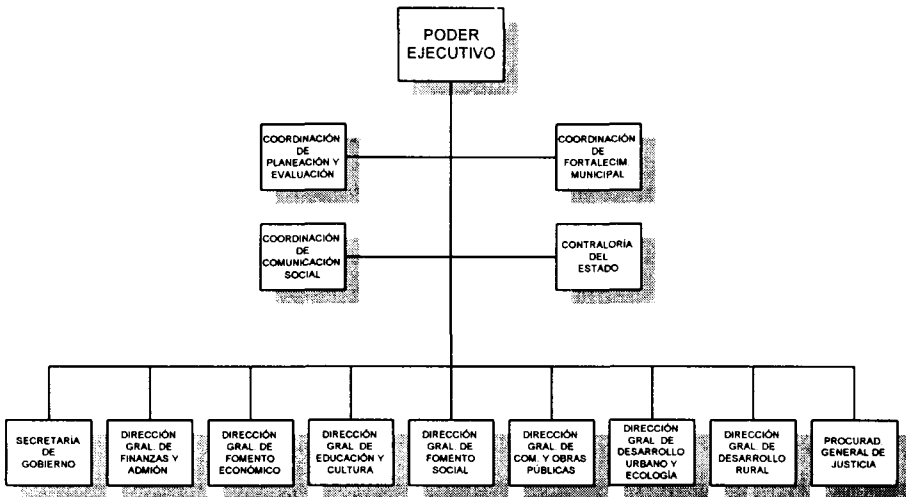 PODER
EJECUTIVO
COORDINACIÓN
DE
PLANEACIÓN Y
EVALUACIÓN
COORDINACIÓN
DE
FORTALECIM.
MUNICIPAL
COORDINACIÓN
DE
COMUNICACIÓN
SOCIAL
CONTRALORÍA
DEL
ESTADO
SECRETARÍA
DE
GOBIERNO
DIRECCIÓN
GRAL. DE
FINANZAS Y
ADMIÓN
DIRECCIÓN
GRAL. DE
FOMENTO
ECONÓMICO
DIRECCIÓN
GRAL. DE
EDUCACIÓN Y
CULTURA
DIRECCIÓN
GRAL. DE
FOMENTO
SOCIAL
DIRECCIÓN
GRAL. DE
COM. Y OBRAS
PÚBLICAS
DIRECCIÓN
GRAL. DE
DESARROLLO
URBANO Y
ECOLOGÍA
DIRECCIÓN
GRAL. DE
DESARROLLO
RURAL
PROCURAD.
GENERAL DE
JUSTICIA